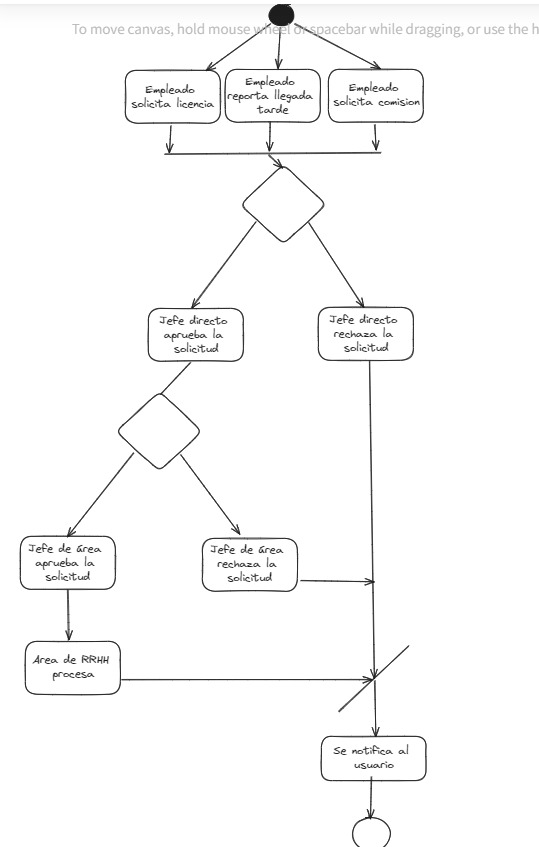 To move canvas, hold mouse wheel or spacebar while dragging, or use the h
Empleado
solicita licencia
Empleado
reporta llegada
tarde
Empleado
solicita comision
Jefe directo
aprueba la
solicitud
Jefe directo
rechaza la
solicitud
Jefe de área
aprueba la
solicitud
Jefe de área
rechaza la
solicitud
Area de RRHH
procesa
Se notifica al
usuario